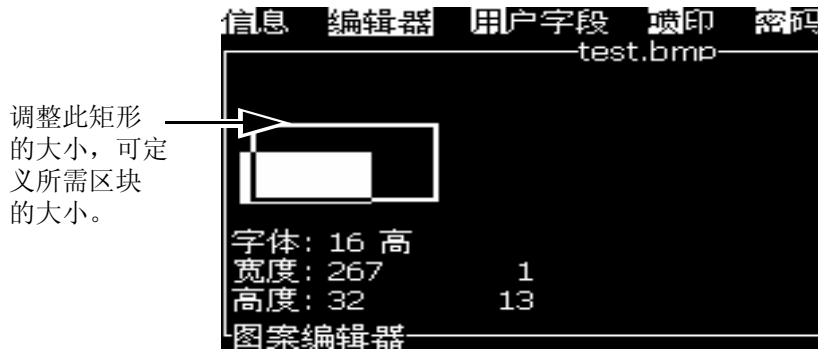 信息 编辑器 用户字段 喷印 密码
test.bmp
调整此矩形
的大小，可定
义所需区块
的大小。
字体: 16 高
宽度: 267 1
高度: 32 13
图案编辑器